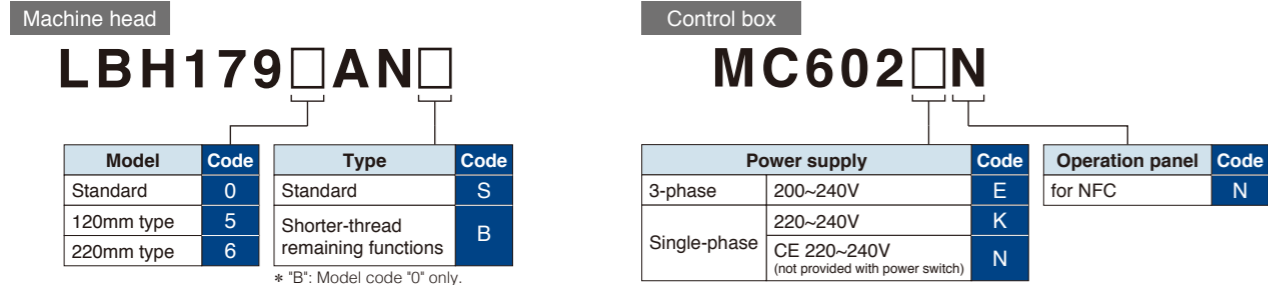 Machine head
LBH179□AN□
Model Code
Standard 0
120mm type 5
220mm type 6
Type Code
Standard S
Shorter-thread
remaining functions B
* "B": Model code "0" only.
Control box
MC602□N
Power supply Code
3-phase 200~240V E
Single-phase 220~240V K
CE 220~240V
(not provided with power switch) N
Operation panel Code
for NFC N